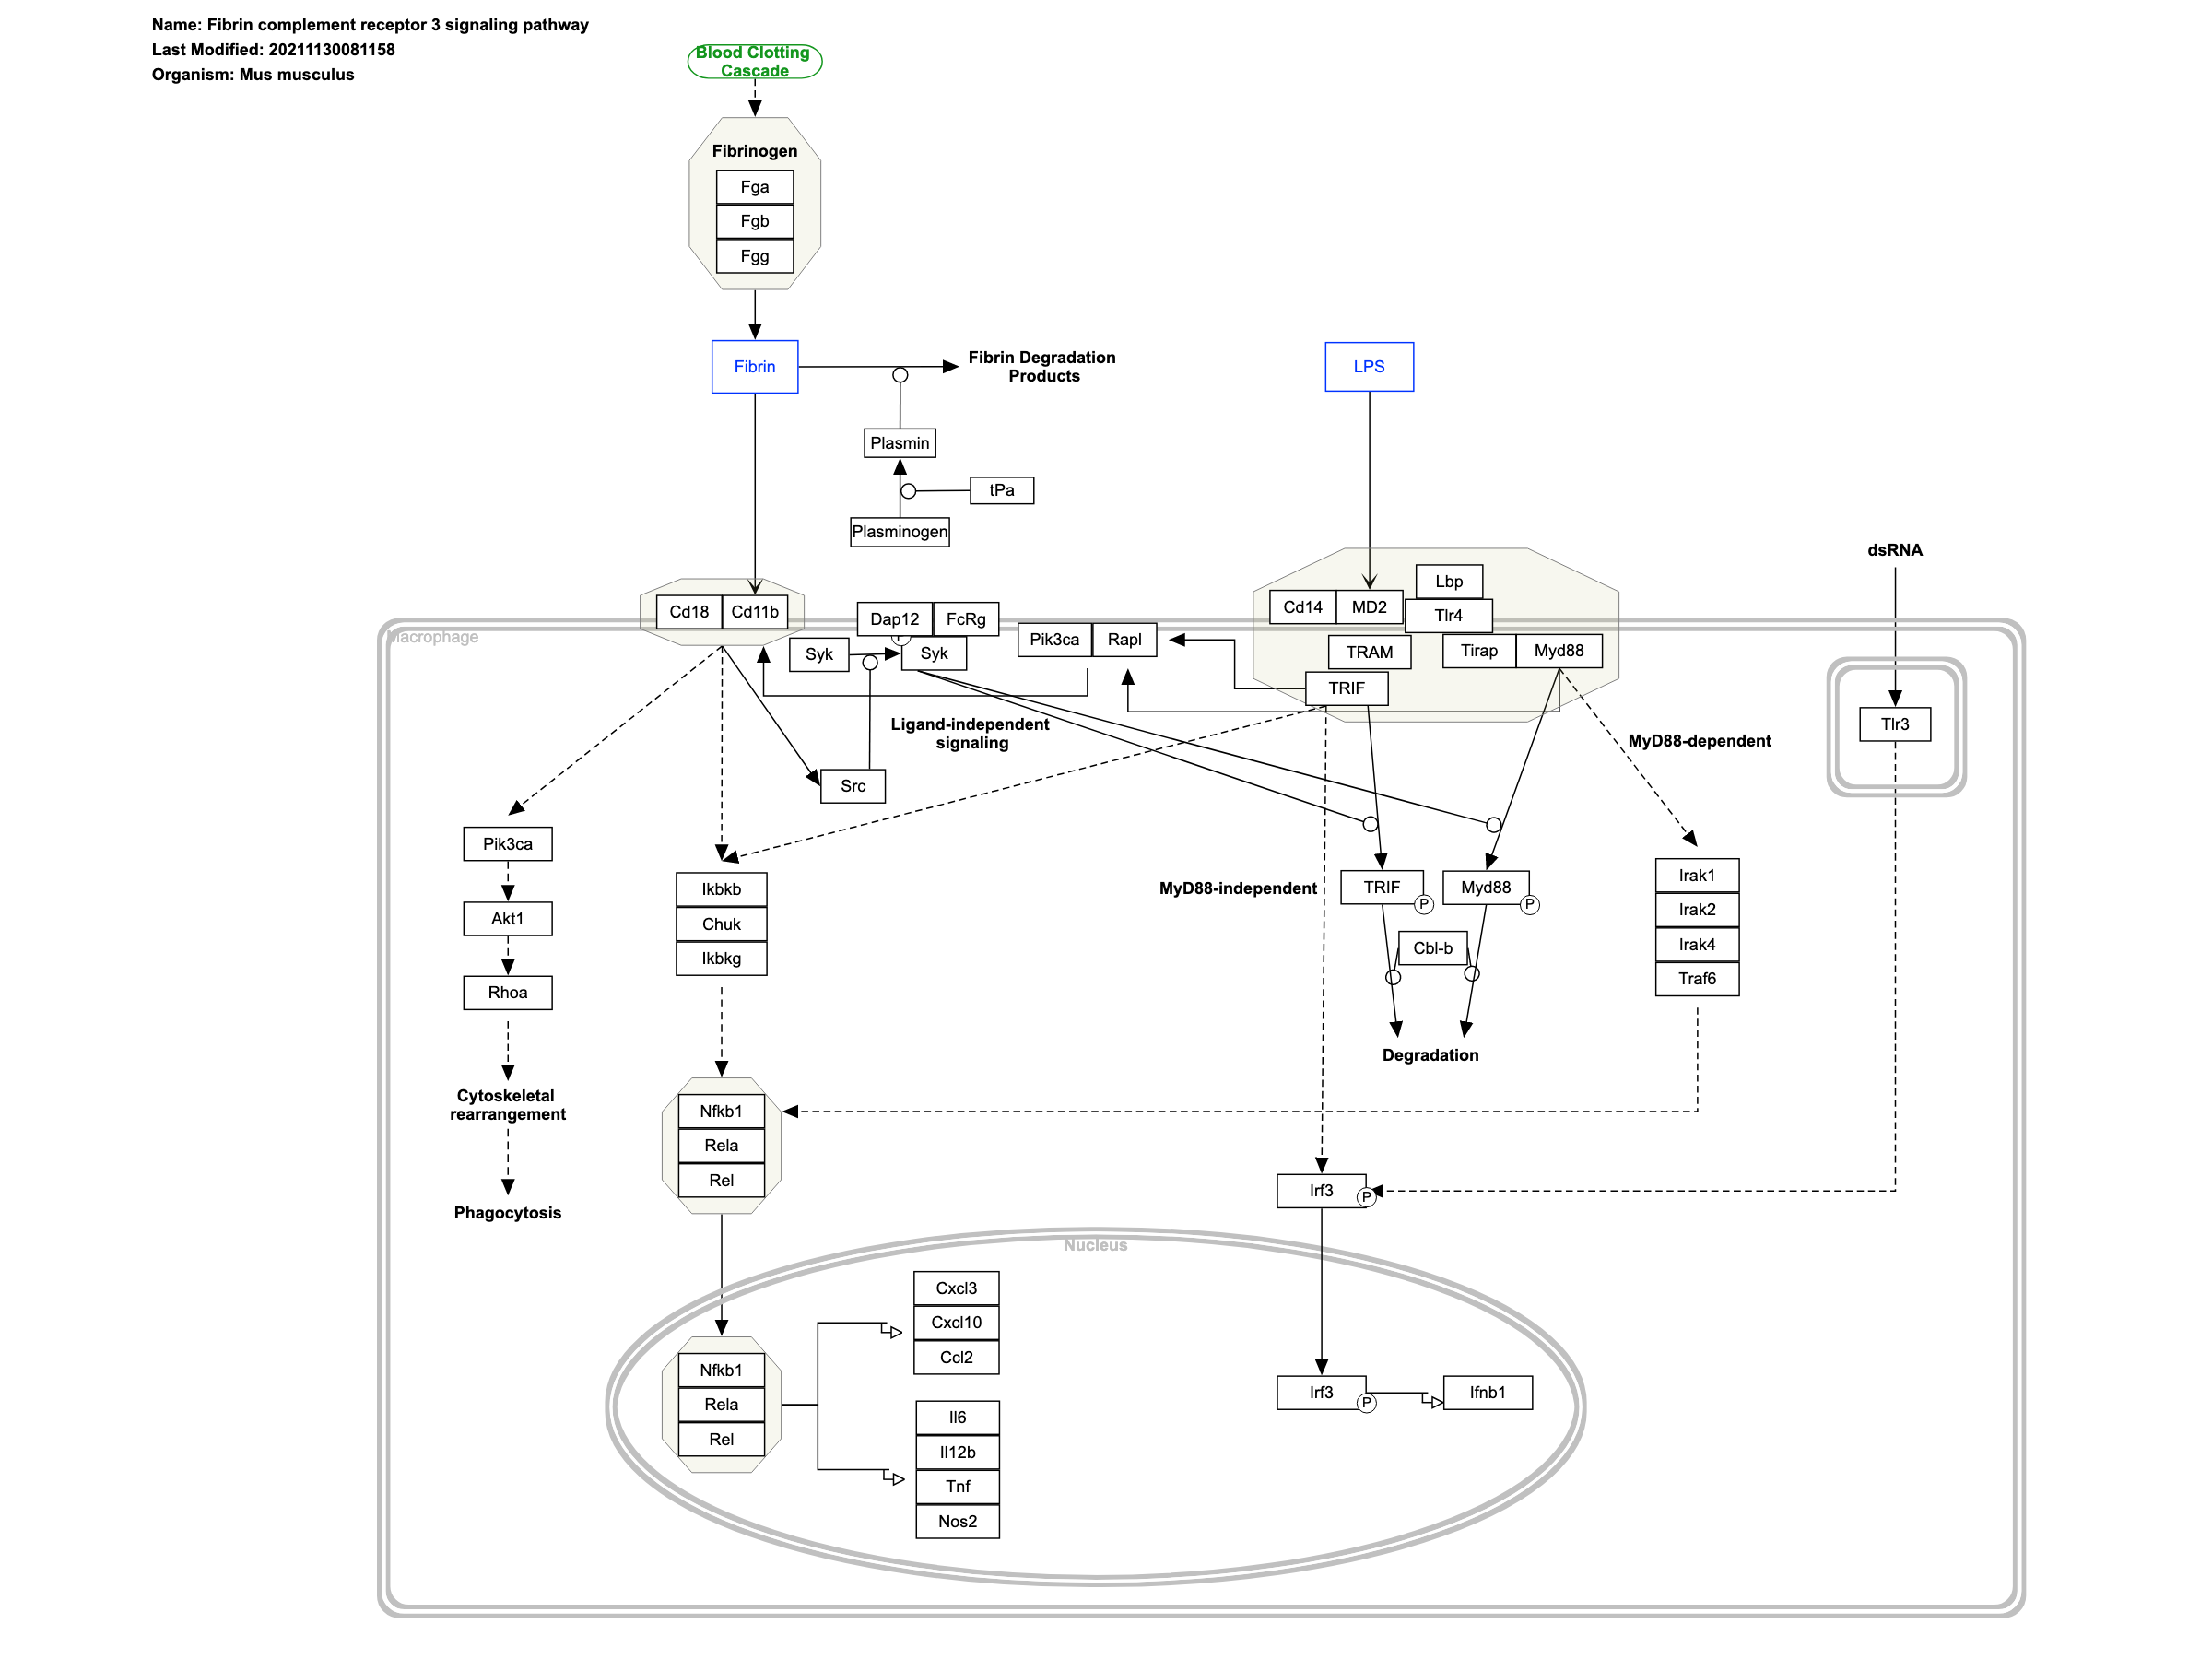 Name: Fibrin complement receptor 3 signaling pathway
Last Modified: 20211130081158
Organism: Mus musculus
Blood Clotting
Cascade
Fibrinogen
Fga
Fgb
Fgg
Fibrin
Fibrin Degradation
Products
LPS
Plasmin
tPa
Plasminogen
dsRNA
Macrophage
Cd18
Cd11b
Dap12
FcRg
P
Syk
Syk
Pik3ca
Rapl
Cd14
MD2
Lbp
Tlr4
TRAM
Tirap
Myd88
TRIF
Tlr3
Ligand-independent
signaling
MyD88-dependent
Src
Pik3ca
Akt1
Rhoa
Cytoskeletal
rearrangement
Phagocytosis
Ikbkb
Chuk
Ikbkg
MyD88-independent
TRIF
P
Myd88
P
Cbl-b
Degradation
Irak1
Irak2
Irak4
Traf6
Nfkb1
Rela
Rel
Irf3
P
Nucleus
Nfkb1
Rela
Rel
Cxcl3
Cxcl10
Ccl2
Il6
Il12b
Tnf
Nos2
Irf3
P
Ifnb1